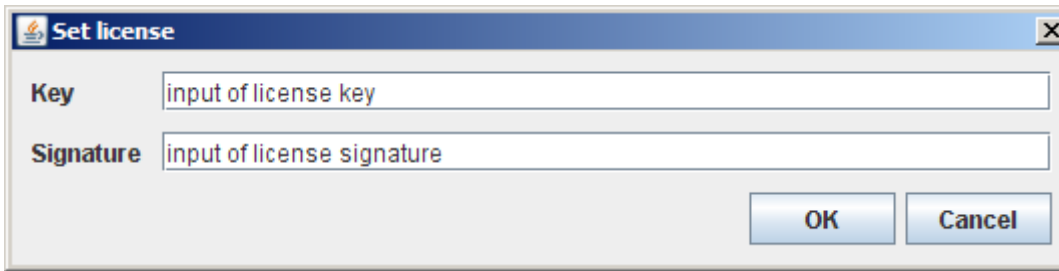 Set license
Key input of license key
Signature input of license signature
OK Cancel